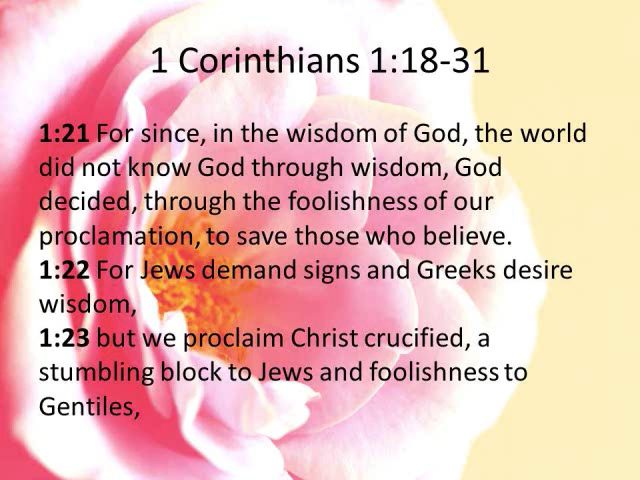 1 Corinthians 1:18-31
1:21 For since, in the wisdom of God, the world
did not know God through wisdom, God
decided, through the foolishness of our
proclamation, to save those who believe.
1:22 For Jews demand signs and Greeks desire
wisdom,
1:23 but we proclaim Christ crucified, a
stumbling block to Jews and foolishness to
Gentiles,